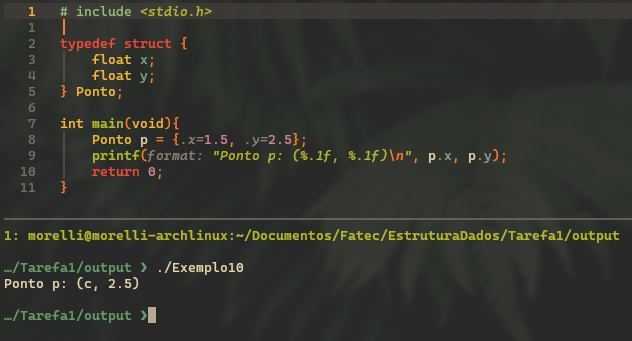 1 # include <stdio.h>
1
2 typedef struct {
3 float x;
4 float y;
5 } Ponto;
6
7 int main(void){
8 Ponto p = {.x=1.5, .y=2.5};
9 printf(format: "Ponto p: (%.1f, %.1f)\n", p.x, p.y);
10 return 0;
11 }
1: morelli@morelli-archlinux:~/Documentos/Fatec/EstruturaDados/Tarefa1/output
…/Tarefa1/output ❯ ./Exemplo10
Ponto p: (c, 2.5)
…/Tarefa1/output ❯